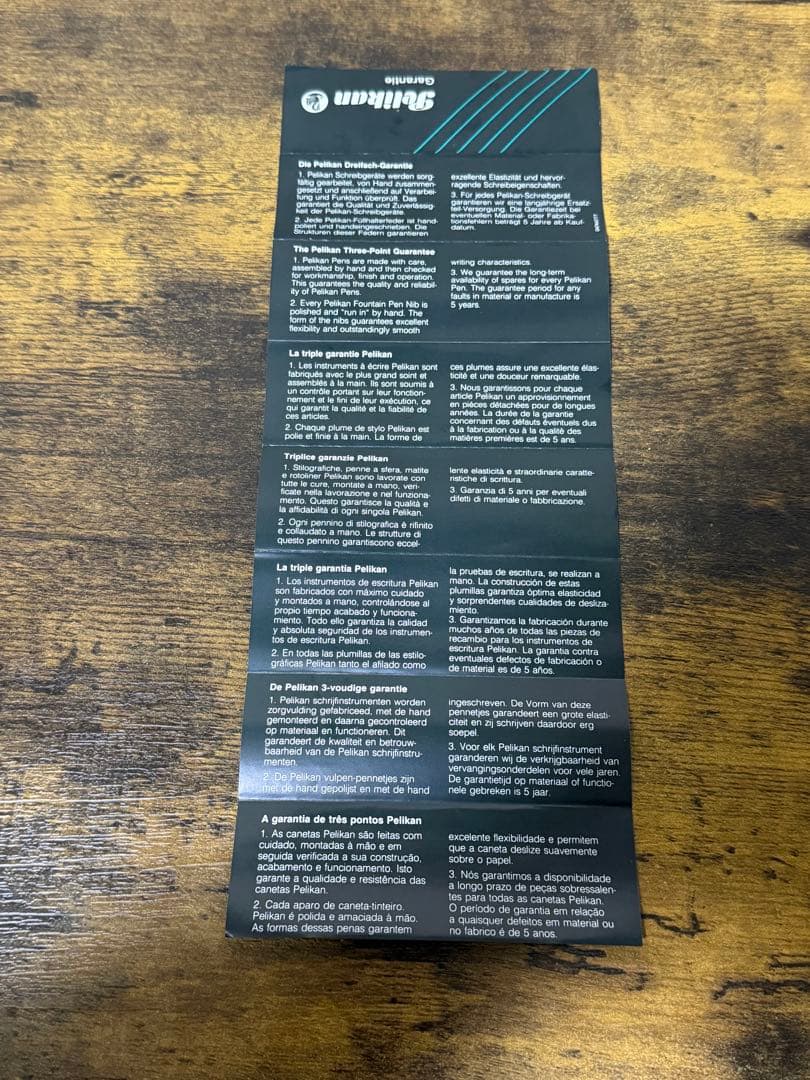 Pelikan
Garantie
Die Pelikan Dreifach-Garantie
1. Pelikan Schreibgeräte werden sorg-
fältig gearbeitet, von Hand zusammen-
gesetzt und anschließend auf Verarbei-
tung und Funktion überprüft. Das
garantiert die Qualität und Zuverlässig-
keit der Pelikan-Schreibgeräte.
2. Jede Pelikan-Füllhalterfeder ist hand-
poliert und handeingeschrieben. Die
Strukturen dieser Federn garantieren
exzellente Elastizität und hervor-
ragende Schreibeigenschaften.
3. Für jedes Pelikan-Schreibgerät
garantieren wir eine langjährige Ersatz-
teil-Versorgung. Die Garantiezeit bei
eventuellen Material- oder Fabrika-
tionsfehlern beträgt 5 Jahre ab Kauf-
datum.
The Pelikan Three-Point Guarantee
1. Pelikan Pens are made with care,
assembled by hand and then checked
for workmanship, finish and operation.
This guarantees the quality and reliabil-
ity of Pelikan Pens.
2. Every Pelikan Fountain Pen Nib is
polished and "run in" by hand. The
form of the nibs guarantees excellent
flexibility and outstandingly smooth
writing characteristics.
3. We guarantee the long-term
availability of spares for every Pelikan
Pen. The guarantee period for any
faults in material or manufacture is
5 years.
La triple garantie Pelikan
1. Les instruments à écrire Pelikan sont
fabriqués avec le plus grand soint et
assemblés à la main. Ils sont soumis à
un contrôle portant sur leur fonction-
nement et le fini de leur exécution, ce
qui garantit la qualité et la fiabilité de
ces articles.
2. Chaque plume de stylo Pelikan est
polie et finie à la main. La forme de
ces plumes assure une excellente élas-
ticité et une douceur remarquable.
3. Nous garantissons pour chaque
article Pelikan un approvisionnement
en pièces détachées pour de longues
années. La durée de la garantie
concernant des défauts éventuels dus
à la fabrication ou à la qualité des
matières premières est de 5 ans.
Triplice garanzie Pelikan
1. Stilografiche, penne a sfera, matite
e rotoliner Pelikan sono lavorate con
tutte le cure, montate a mano, veri-
ficate nella lavorazione e nel funziona-
mento. Questo garantisce la qualità e
la affidabilità di ogni singola Pelikan.
2. Ogni pennino di stilografica è rifinito
e collaudato a mano. Le strutture di
questo pennino garantiscono eccel-
lente elasticità e straordinarie caratte-
ristiche di scrittura.
3. Garanzia di 5 anni per eventuali
difetti di materiale o fabbricazione.
La triple garantia Pelikan
1. Los instrumentos de escritura Pelikan
son fabricados con máximo cuidado
y montados a mano, controlándose al
propio tiempo acabado y funciona-
miento. Todo ello garantiza la calidad
y absoluta seguridad de los instrumen-
tos de escritura Pelikan.
2. En todas las plumillas de las estilo-
gráficas Pelikan tanto el afilado como
la pruebas de escritura, se realizan a
mano. La construcción de estas
plumillas garantiza óptima elasticidad
y sorprendentes cualidades de desliza-
miento.
3. Garantizamos la fabricación durante
muchos años de todas las piezas de
recambio para los instrumentos de
escritura Pelikan. La garantia contra
eventuales defectos de fabricación o
de material es de 5 años.
De Pelikan 3-voudige garantie
1. Pelikan schrijfinstrumenten worden
zorgvulding gefabriceed, met de hand
gemonteerd en daarna gecontroleerd
op materiaal en functioneren. Dit
garandeert de kwaliteit en betrouw-
baarheid van de Pelikan schrijfinstru-
menten.
2. De Pelikan vulpen-pennetjes zijn
met de hand gepolijst en met de hand
ingeschreven. De Vorm van deze
pennetjes garandeert een grote elasti-
citeit en zij schrijven daardoor erg
soepel.
3. Voor elk Pelikan schrijfinstrument
garanderen wij de verkrijgbaarheid van
vervangingsonderdelen voor vele jaren.
De garantietijd op materiaal of functio-
nele gebreken is 5 jaar.
A garantia de três pontos Pelikan
1. As canetas Pelikan são feitas com
cuidado, montadas à mão e em
seguida verificada a sua construção,
acabamento e funcionamento. Isto
garante a qualidade e resistência das
canetas Pelikan.
2. Cada aparo de caneta-tinteiro.
Pelikan é polida e amaciada à mão.
As formas dessas penas garantem
excelente flexibilidade e permitem
que a caneta deslize suavemente
sobre o papel.
3. Nós garantimos a disponibilidade
a longo prazo de peças sobressalen-
tes para todas as canetas Pelikan.
O período de garantia em relação
a quaisquer defeitos em material ou
no fabrico é de 5 anos.